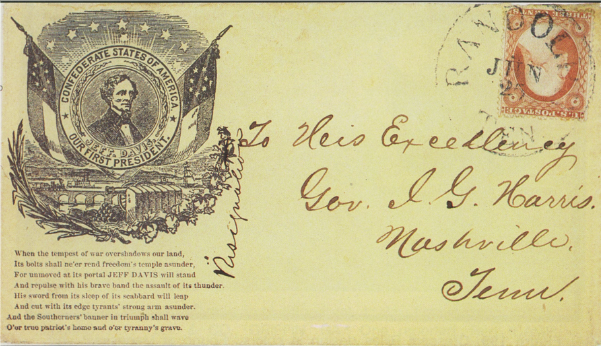 CONFEDERATE STATES OF AMERICA
JEFF. DAVIS.
OUR FIRST PRESIDENT.
When the tempest of war overshadows our land,
Its bolts shall ne'er rend freedom's temple asunder,
For unmoved at its portal JEFF DAVIS will stand
And repulse with his brave band the assault of its thunder.
His sword from its sleep of its scabbard will leap
And cut with its edge tyrants' strong arm asunder.
And the Southerners' banner in triumph shall wave
O'er true patriot's home and o'er tyranny's grave.
JUN
To His Excellency
Gov. I. G. Harris.
Nashville.
Tenn.